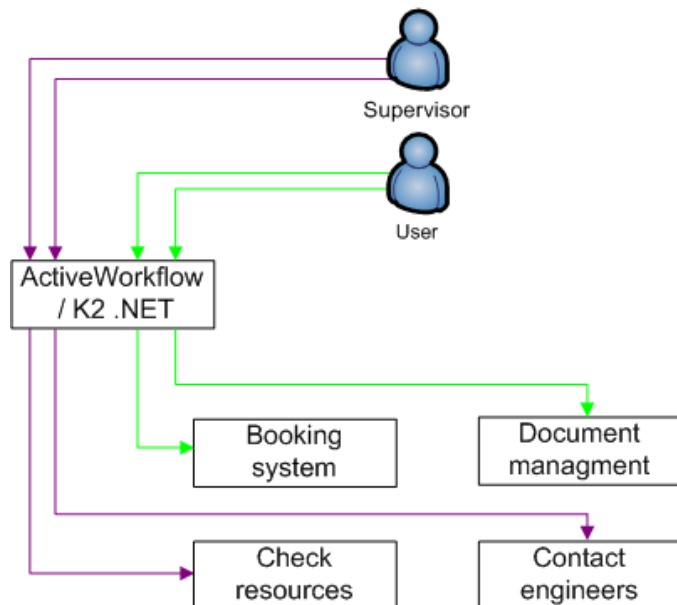 Supervisor
User
ActiveWorkflow
/ K2 .NET
Booking
system
Document
managment
Check
resources
Contact
engineers